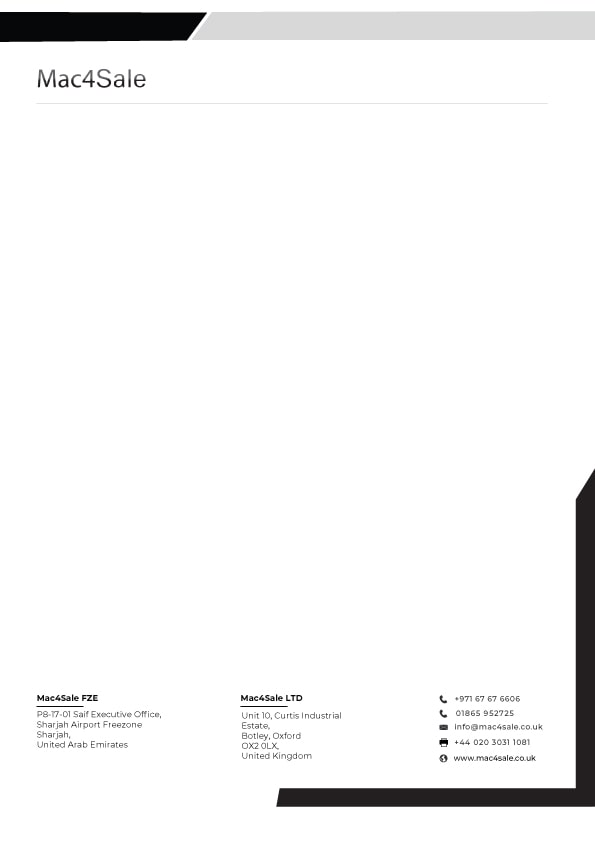 Mac4Sale
Mac4Sale FZE
P8-17-01 Saif Executive Office,
Sharjah Airport Freezone
Sharjah,
United Arab Emirates
Mac4Sale LTD
Unit 10, Curtis Industrial
Estate,
Botley, Oxford
OX2 0LX,
United Kingdom
+971 67 67 6606
01865 952725
info@mac4sale.co.uk
+44 020 3031 1081
www.mac4sale.co.uk